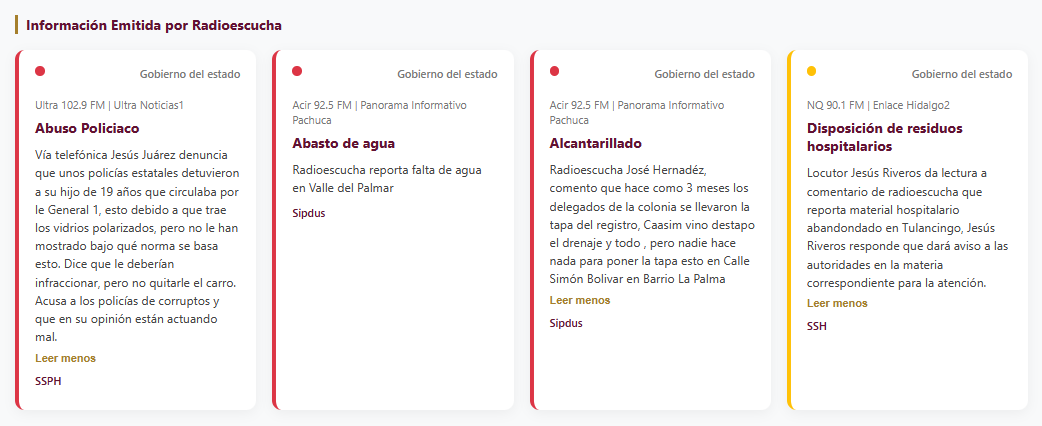 Información Emitida por Radioescucha
Gobierno del estado
Ultra 102.9 FM | Ultra Noticias1
Abuso Policiaco
Vía telefónica Jesús Juárez denuncia
que unos policías estatales detuvieron
a su hijo de 19 años que circulaba por
le General 1, esto debido a que trae
los vidrios polarizados, pero no le han
mostrado bajo qué norma se basa
esto. Dice que le deberían
infraccionar, pero no quitarle el carro.
Acusa a los policías de corruptos y
que en su opinión están actuando
mal.
Leer menos
SSPH
Gobierno del estado
Acir 92.5 FM | Panorama Informativo
Pachuca
Abasto de agua
Radioescucha reporta falta de agua
en Valle del Palmar
Sipdus
Gobierno del estado
Acir 92.5 FM | Panorama Informativo
Pachuca
Alcantarillado
Radioescucha José Hernadéz,
comento que hace como 3 meses los
delegados de la colonia se llevaron la
tapa del registro, Caasim vino destapo
el drenaje y todo , pero nadie hace
nada para poner la tapa esto en Calle
Simón Bolivar en Barrio La Palma
Leer menos
Sipdus
Gobierno del estado
NQ 90.1 FM | Enlace Hidalgo2
Disposición de residuos
hospitalarios
Locutor Jesús Riveros da lectura a
comentario de radioescucha que
reporta material hospitalario
abandondado en Tulancingo, Jesús
Riveros responde que dará aviso a las
autoridades en la materia
correspondiente para la atención.
Leer menos
SSH